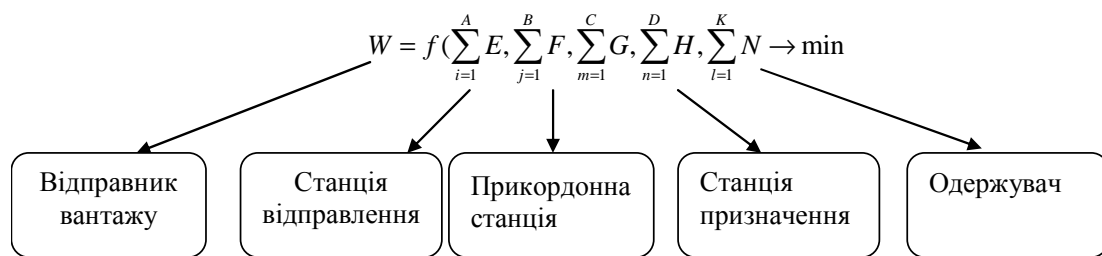 W = f(∑_{i=1}^{A} E, ∑_{j=1}^{B} F, ∑_{m=1}^{C} G, ∑_{n=1}^{D} H, ∑_{l=1}^{K} N → min
Відправник
вантажу
Станція
відправлення
Прикордонна
станція
Станція
призначення
Одержувач